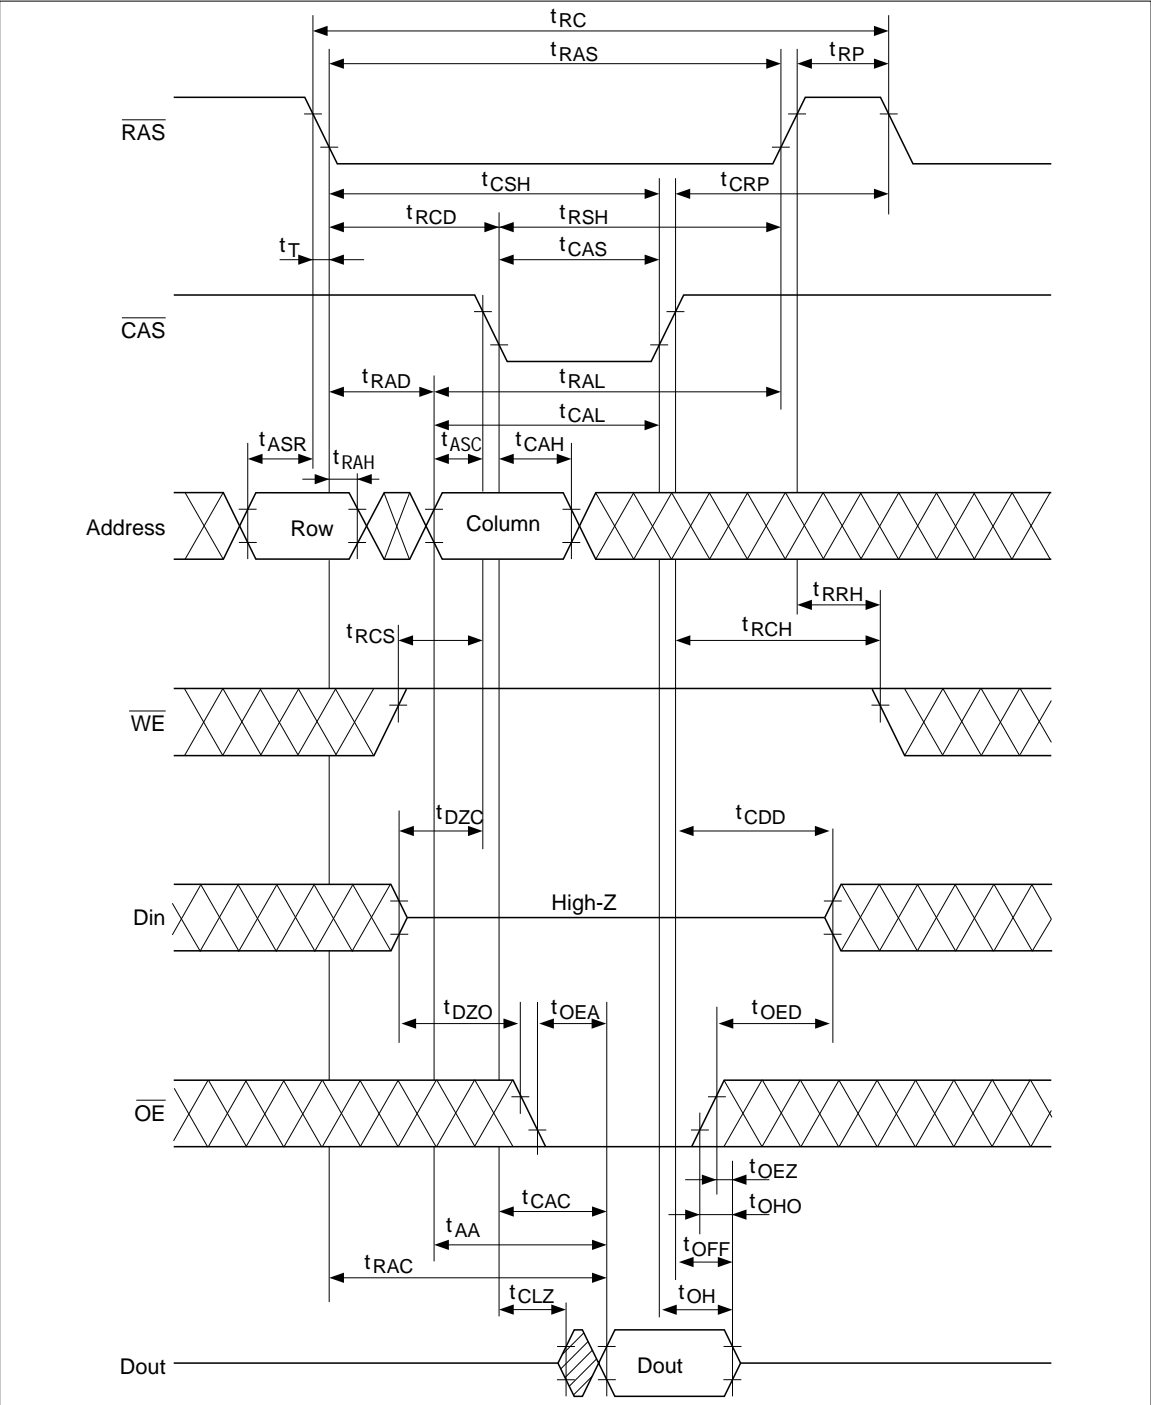 tRC
tRAS tRP
RAS
tCSH tCRP
tRCD tRSH
tT tCAS
CAS
tRAD tRAL
tCAL
tASR tASC tCAH
tRAH
Address Row Column
tRRH
tRCS tRCH
WE
tDZC tCDD
High-Z
Din
tDZO tOEA tOED
OE
tOEZ
tCAC tOHO
tAA tOFF
tRAC
tCLZ tOH
Dout Dout